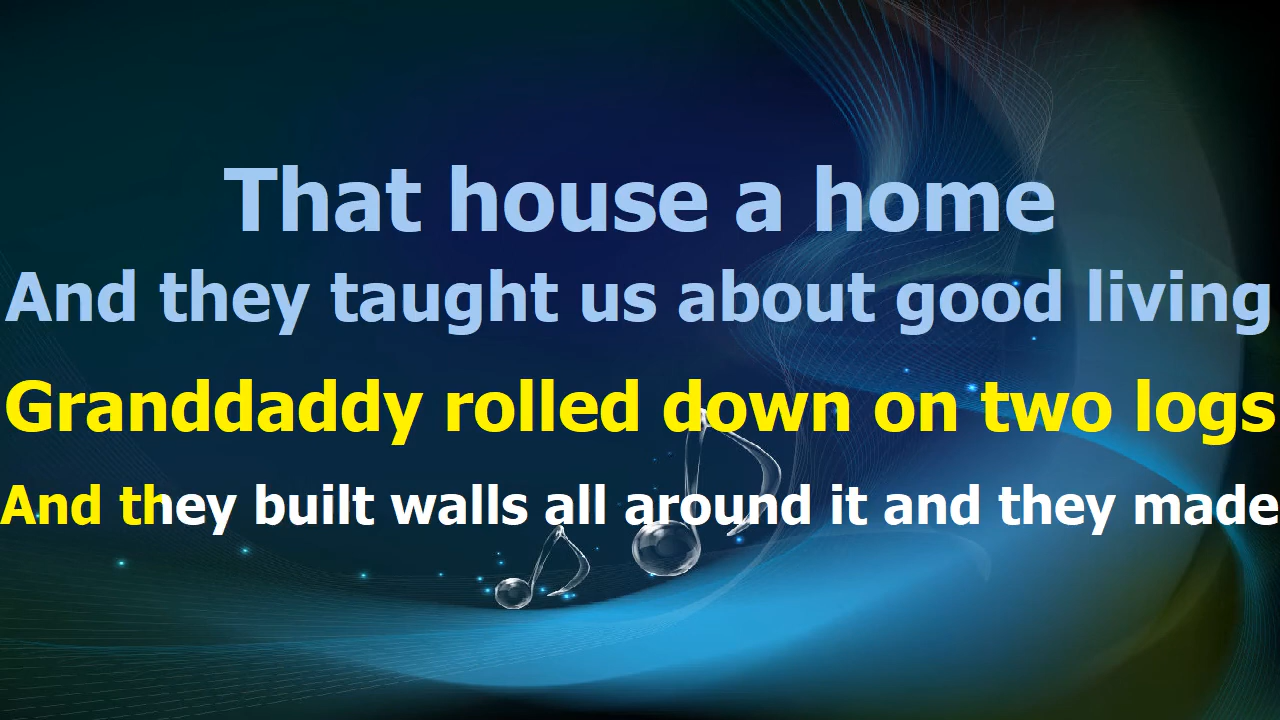 That house a home
And they taught us about good living
Granddaddy rolled down on two logs
And they built walls all around it and they made